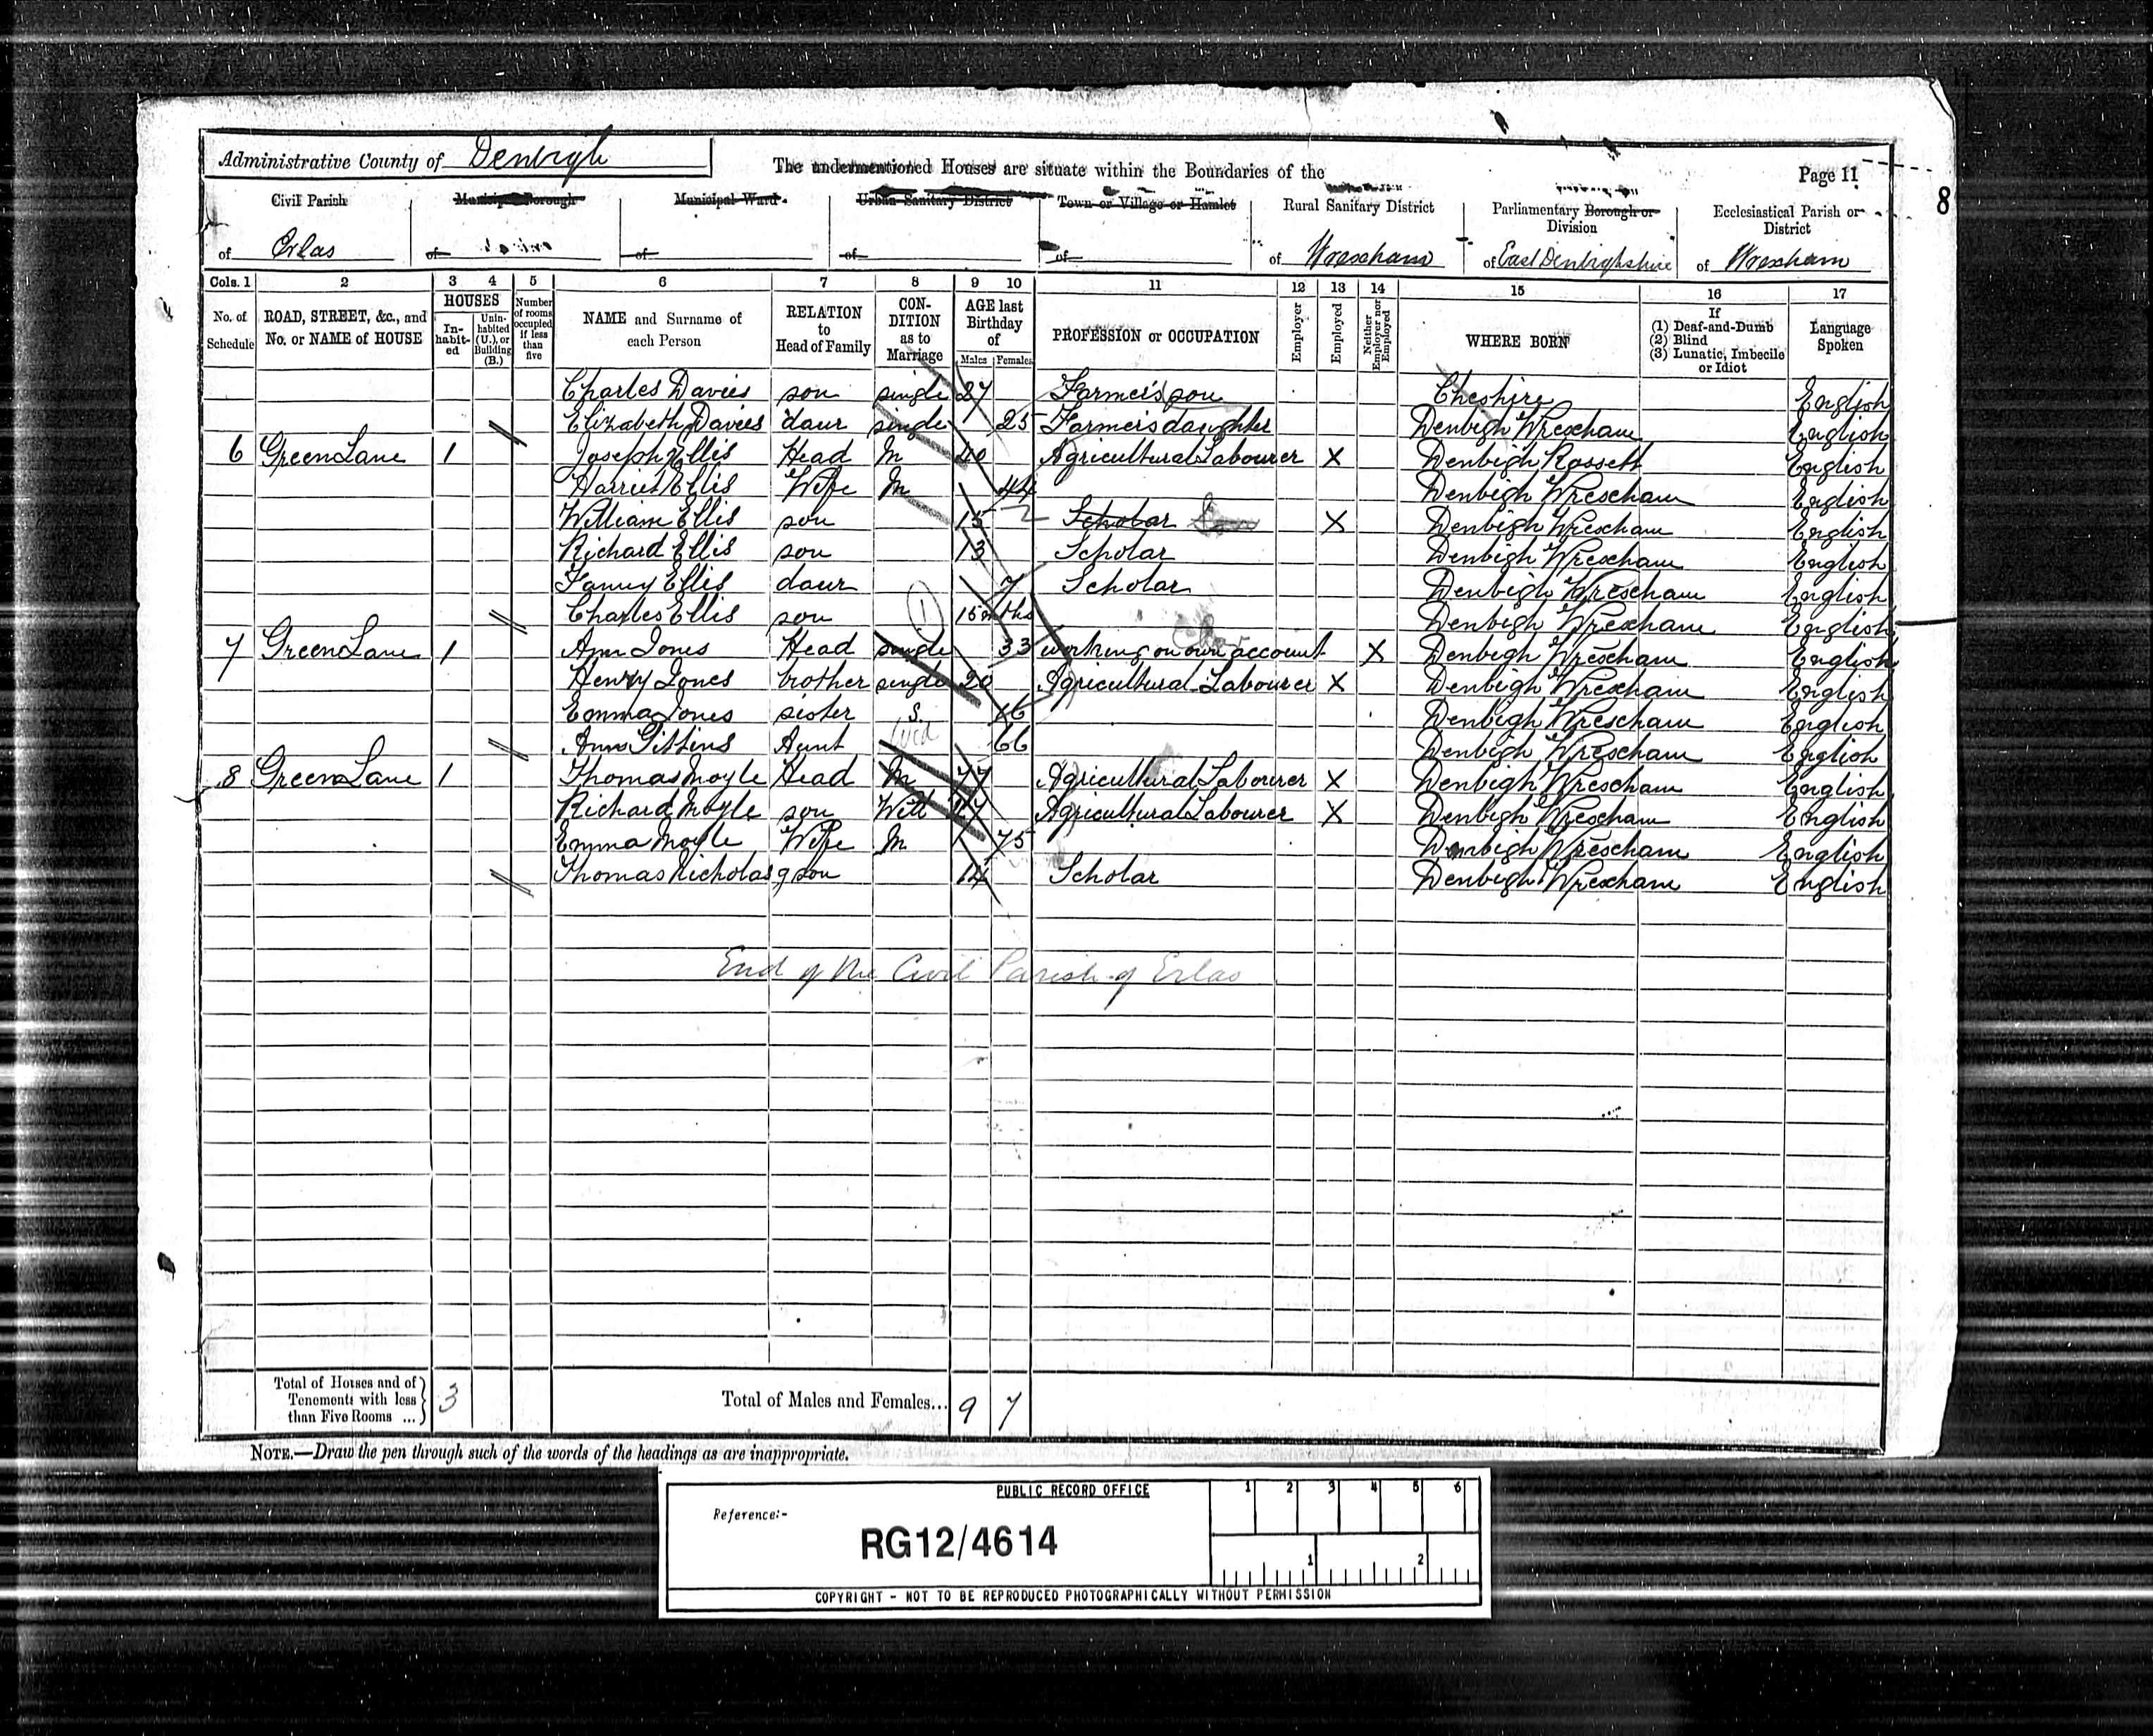 Administrative County of Denbigh
The undermentioned Houses are situate within the Boundaries of the
Page 11
8
Civil Parish of Erlas
Municipal Borough of
Municipal Ward of
Urban Sanitary District of
Town or Village or Hamlet of
Rural Sanitary District of Wrexham
Parliamentary Borough or Division of East Denbighshire
Ecclesiastical Parish or District of Wrexham
Cols. 1 2 3 4 5 6 7 8 9 10 11 12 13 14 15 16 17
No. of Schedule
ROAD, STREET, &c., and No. or NAME of HOUSE
HOUSES
Inhabited
Uninhabited (U.), or Building (B.)
Number of rooms occupied if less than five
NAME and Surname of each Person
RELATION to Head of Family
CONDITION as to Marriage
AGE last Birthday of
Males Females
PROFESSION or OCCUPATION
Employer
Employed
Neither Employer nor Employed
WHERE BORN
If (1) Deaf-and-Dumb (2) Blind (3) Lunatic, Imbecile or Idiot
Language Spoken
Charles Davies son single 27 Farmer's son Cheshire English
Elizabeth Davies daur single 25 Farmers daughter Denbigh Wrexham English
6 Green Lane 1 Joseph Ellis Head M 40 Agricultural Labourer X Denbigh Rossett English
Harriet Ellis Wife M 44 Denbigh Wrexham English
William Ellis son 15 Scholar X Denbigh Wrexham English
Richard Ellis son 13 Scholar Denbigh Wrexham English
Fanny Ellis daur 7 Scholar Denbigh Wrexham English
Charles Ellis son (1) 15 mths Denbigh Wrexham English
7 Green Lane 1 Ann Jones Head single 33 working on own account X Denbigh Wrexham English
Henry Jones brother single 20 Agricultural Labourer X Denbigh Wrexham English
Emma Jones sister S. 16 Denbigh Wrexham English
Ann Gittins Aunt Wid 66 Denbigh Wrexham English
8 Green Lane 1 Thomas Moyle Head M 77 Agricultural Labourer X Denbigh Wrexham English
Richard Moyle son 47 Agricultural Labourer X Denbigh Wrexham English
Emma Moyle Wife M 75 Denbigh Wrexham English
Thomas Nicholas g son 14 Scholar Denbigh Wrexham English
End of the Civil Parish of Erlas
Total of Houses and of Tenements with less than Five Rooms ... 3
Total of Males and Females... 9 7
NOTE.—Draw the pen through such of the words of the headings as are inappropriate.
PUBLIC RECORD OFFICE
1 2 3 4 5 6
Reference:-
RG12/4614
1 2
COPYRIGHT - NOT TO BE REPRODUCED PHOTOGRAPHICALLY WITHOUT PERMISSION